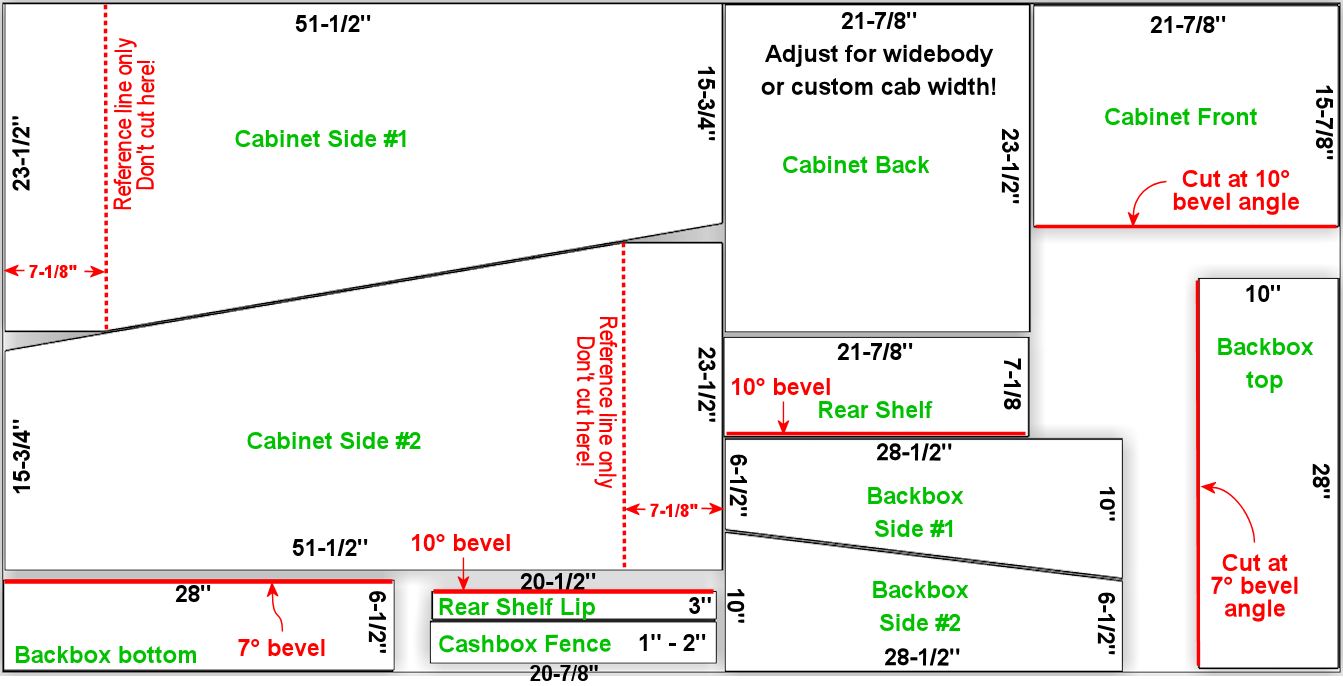 51-1/2"
23-1/2"
Reference line only
Don't cut here!
Cabinet Side #1
15-3/4"
7-1/8"
21-7/8"
Adjust for widebody
or custom cab width!
23-1/2"
Cabinet Back
21-7/8"
15-7/8"
Cabinet Front
Cut at 10°
bevel angle
15-3/4"
Cabinet Side #2
Reference line only
Don't cut here!
23-1/2"
7-1/8"
51-1/2"
21-7/8"
7-1/8
10° bevel
Rear Shelf
10"
Backbox
top
28"
Cut at
7° bevel
angle
28-1/2"
6-1/2"
Backbox
Side #1
10"
10"
Backbox
Side #2
6-1/2"
28-1/2"
28"
6-1/2"
7° bevel
Backbox bottom
10° bevel
20-1/2"
Rear Shelf Lip
3"
Cashbox Fence
1" - 2"
20-7/8"